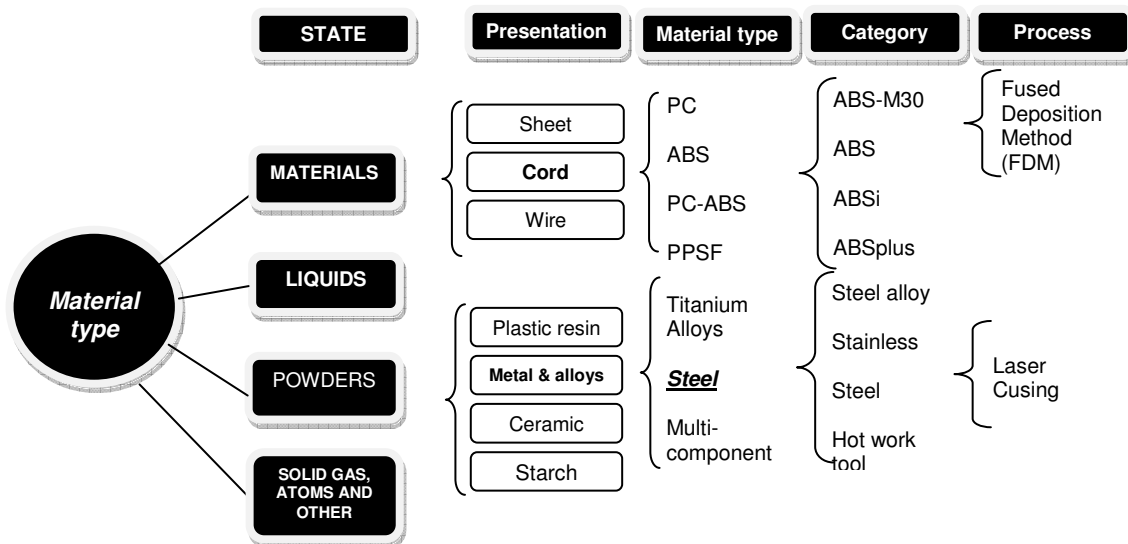 STATE
Presentation
Material type
Category
Process
Material
type
MATERIALS
LIQUIDS
POWDERS
SOLID GAS,
ATOMS AND
OTHER
Sheet
Cord
Wire
PC
ABS
PC-ABS
PPSF
ABS-M30
ABS
ABSi
ABSplus
Fused
Deposition
Method
(FDM)
Plastic resin
Metal & alloys
Ceramic
Starch
Titanium
Alloys
Steel
Multi-
component
Steel alloy
Stainless
Steel
Hot work
tool
Laser
Cusing